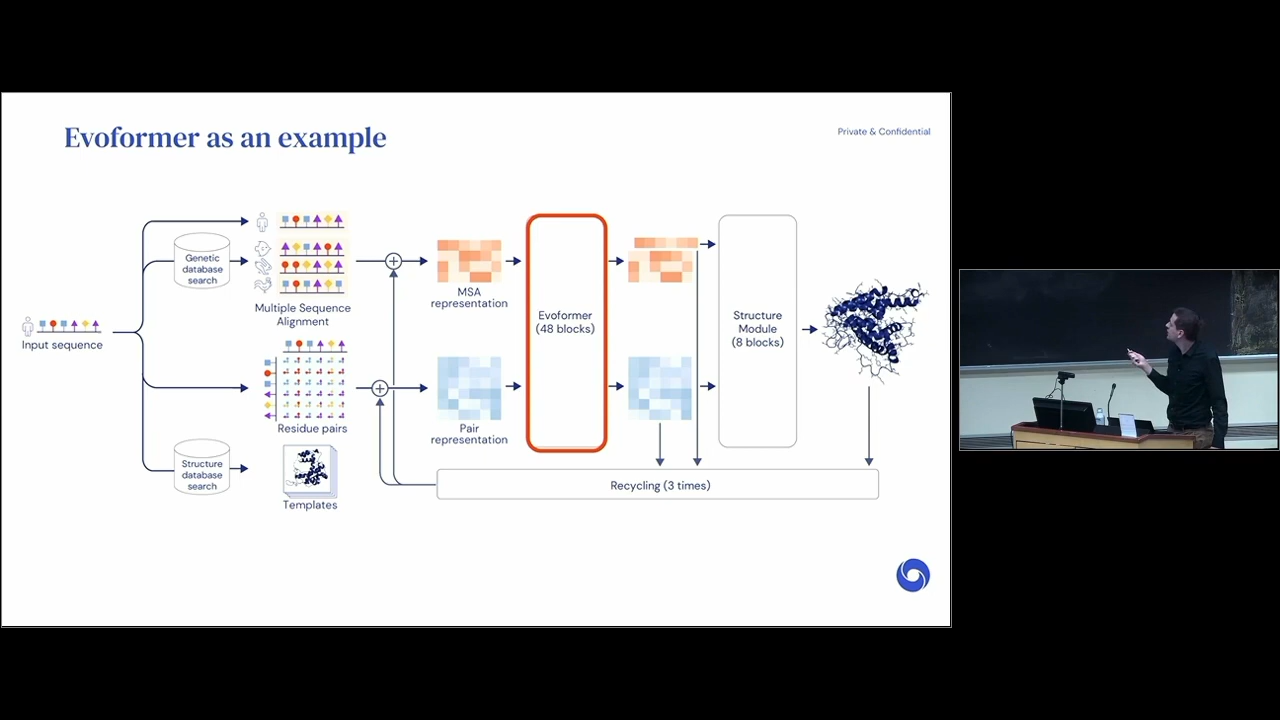 Evoformer as an example
Private & Confidential
Genetic
database
search
Multiple Sequence
Alignment
MSA
representation
Evoformer
(48 blocks)
Structure
Module
(8 blocks)
Input sequence
Residue pairs
Pair
representation
Structure
database
search
Templates
Recycling (3 times)